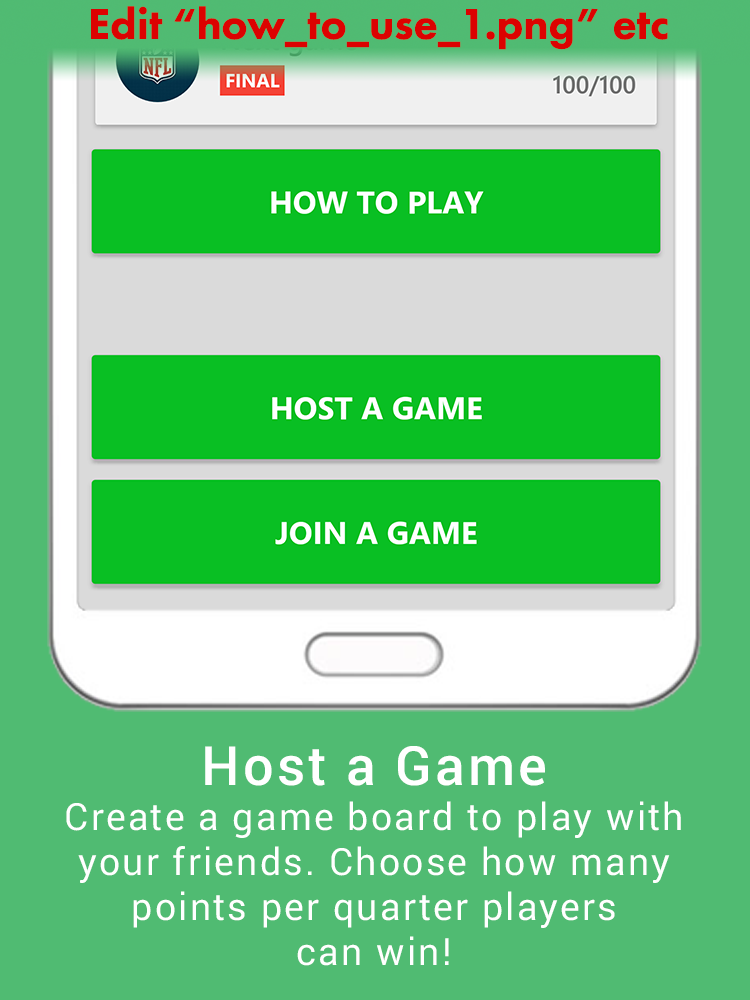 Edit “how_to_use_1.png” etc
NFL
FINAL
100/100
HOW TO PLAY
HOST A GAME
JOIN A GAME
Host a Game
Create a game board to play with
your friends. Choose how many
points per quarter players
can win!